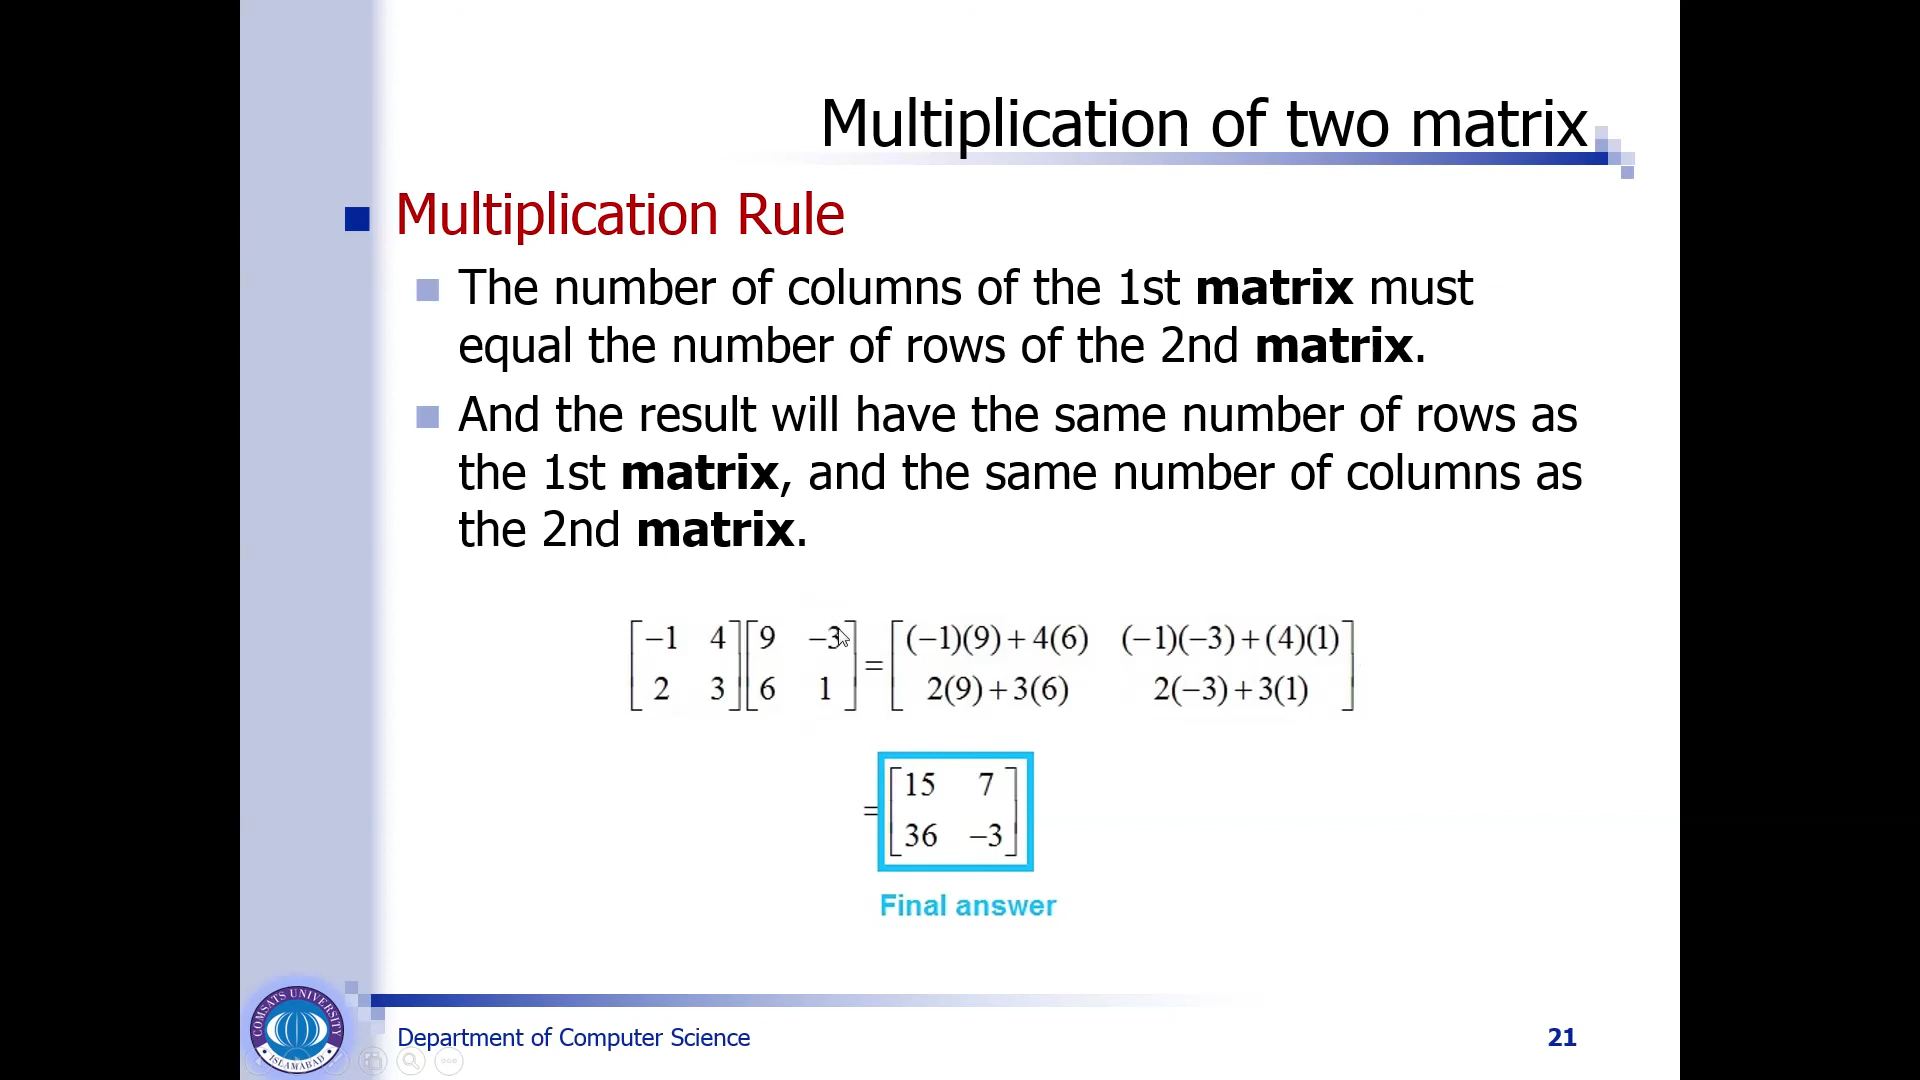 Multiplication of two matrix
Multiplication Rule
The number of columns of the 1st matrix must
equal the number of rows of the 2nd matrix.
And the result will have the same number of rows as
the 1st matrix, and the same number of columns as
the 2nd matrix.
[−1 4] [9 −3] = [(−1)(9)+4(6) (−1)(−3)+(4)(1)]
[2 3] [6 1] [2(9)+3(6) 2(−3)+3(1)]
= [15 7]
[36 −3]
Final answer
COMSATS UNIVERSITY
ISLAMABAD
Department of Computer Science
21